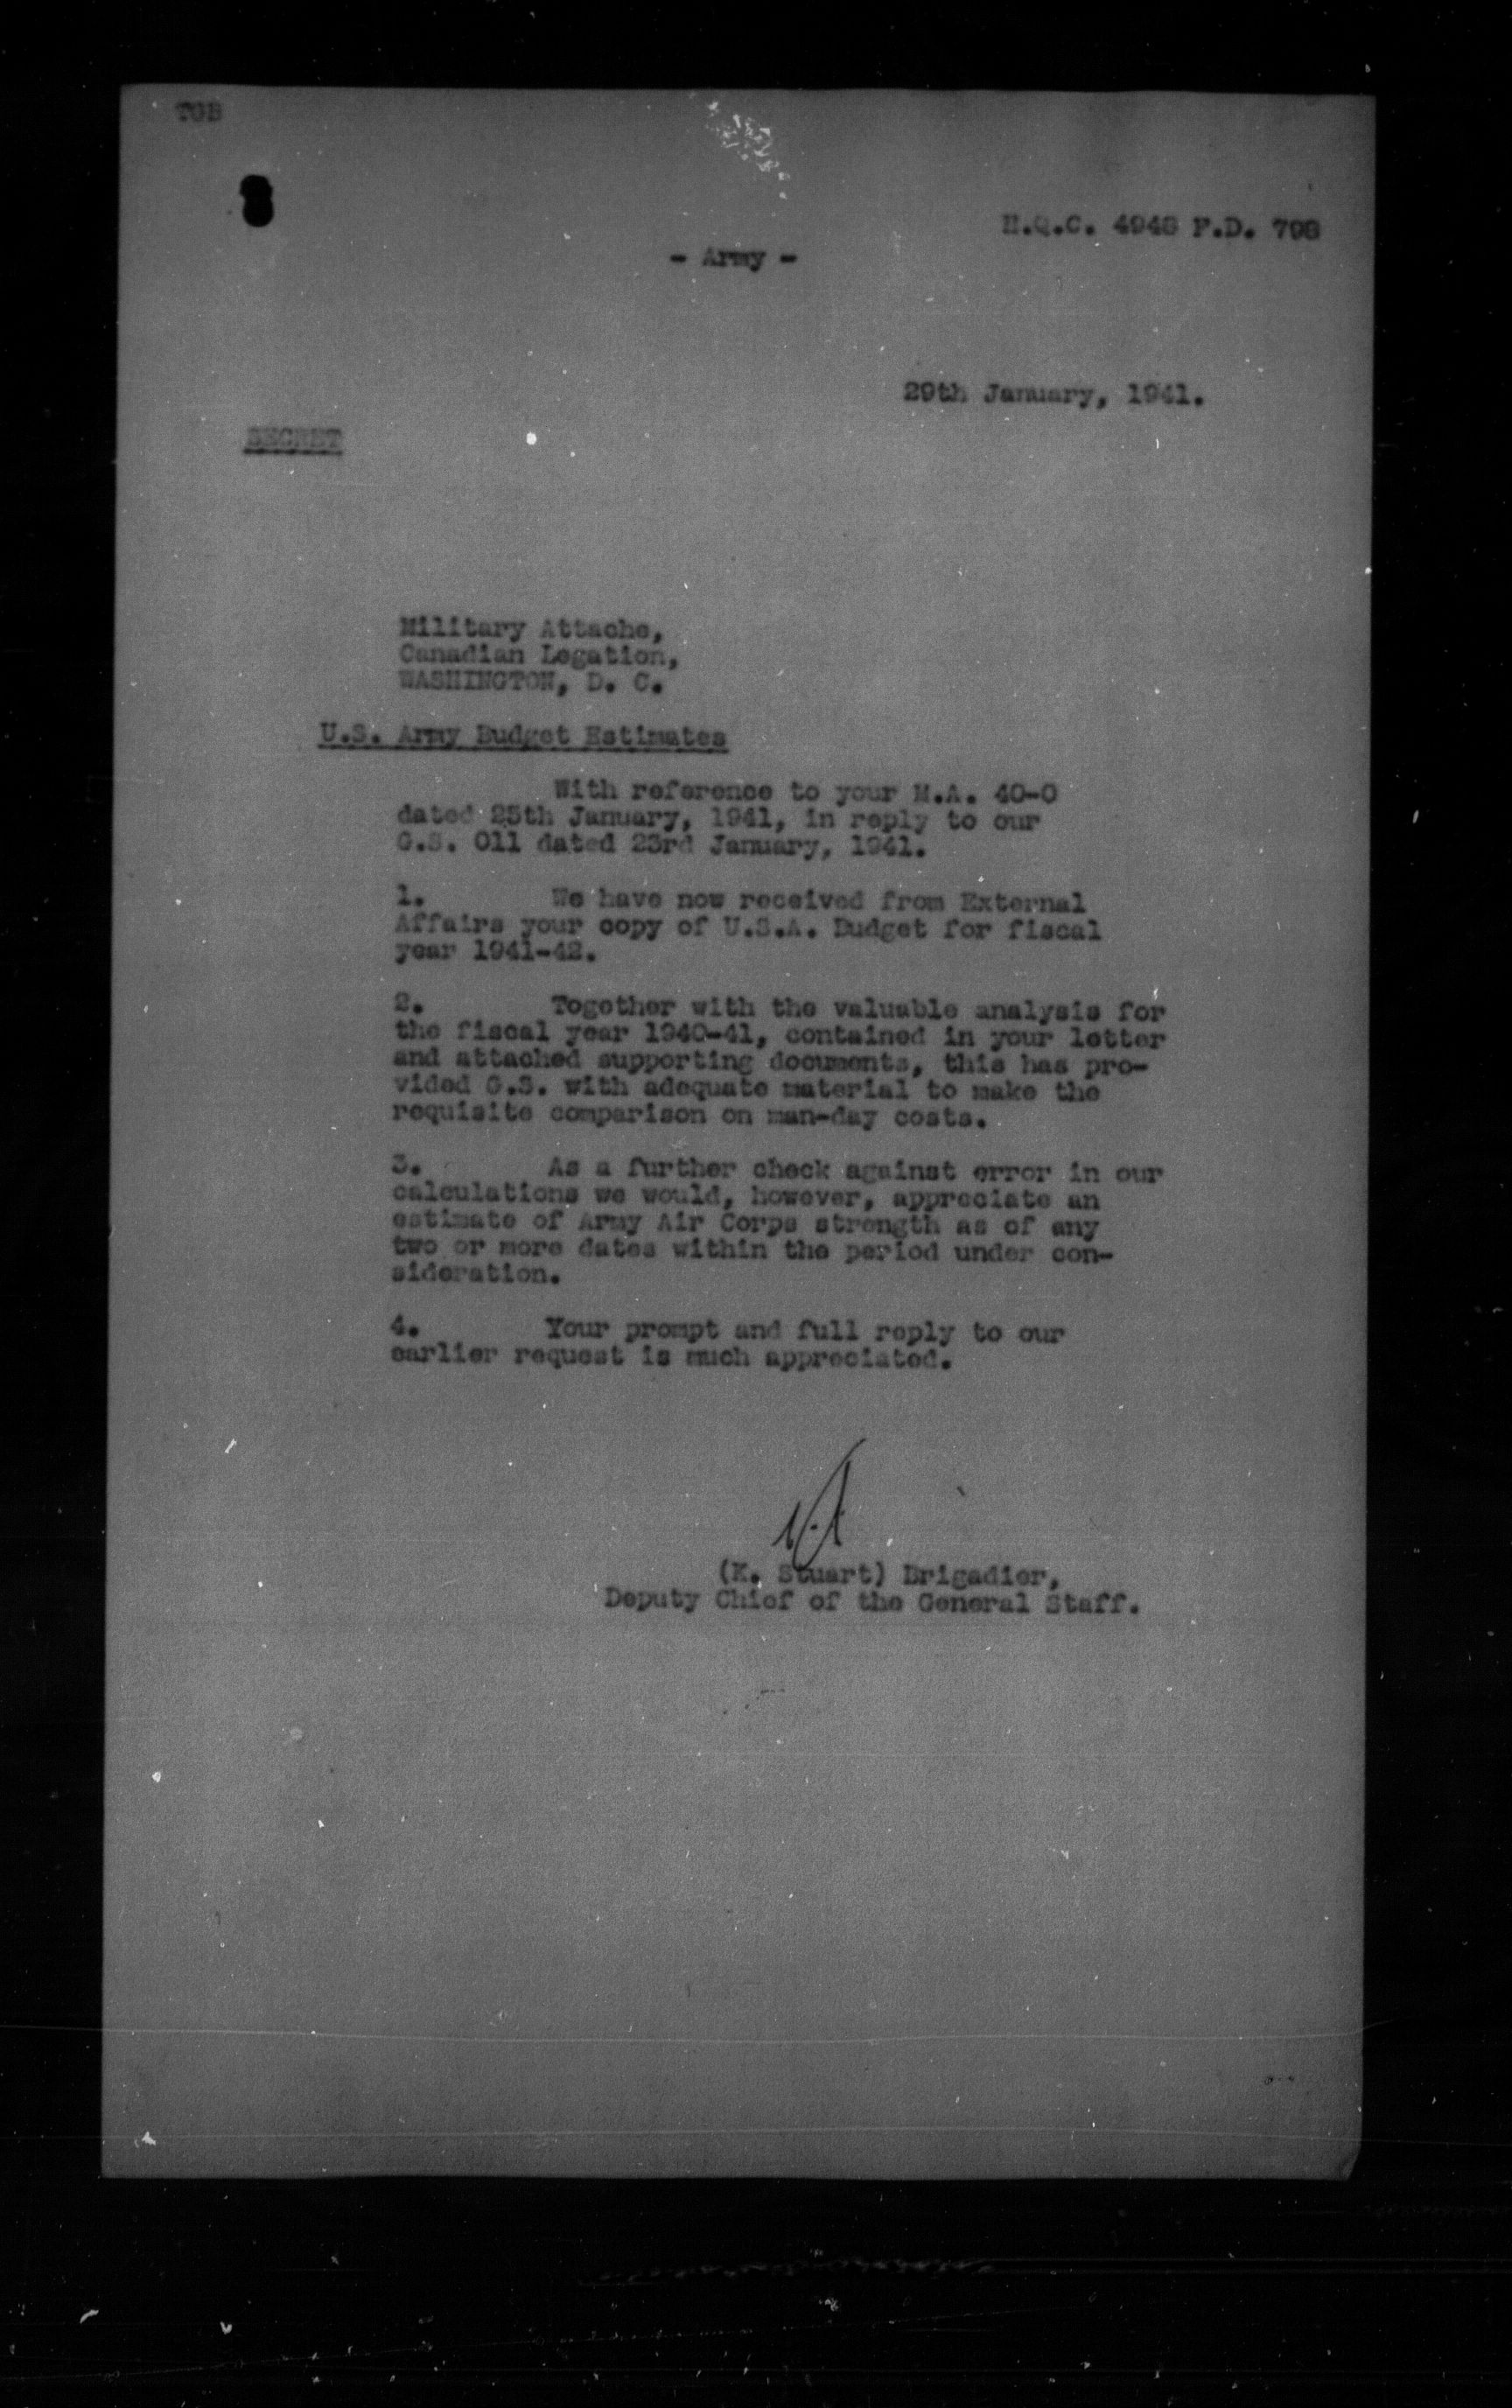 TGB
H.Q.C. 4948 F.D. 798
- Army -
29th January, 1941.
SECRET
Military Attache,
Canadian Legation,
WASHINGTON, D. C.
U.S. Army Budget Estimates
With reference to your M.A. 40-0
dated 25th January, 1941, in reply to our
G.S. 011 dated 23rd January, 1941.
1. We have now received from External
Affairs your copy of U.S.A. Budget for fiscal
year 1941-42.
2. Together with the valuable analysis for
the fiscal year 1940-41, contained in your letter
and attached supporting documents, this has pro-
vided G.S. with adequate material to make the
requisite comparison on man-day costs.
3. As a further check against error in our
calculations we would, however, appreciate an
estimate of Army Air Corps strength as of any
two or more dates within the period under con-
sideration.
4. Your prompt and full reply to our
earlier request is much appreciated.
(K. Stuart) Brigadier,
Deputy Chief of the General Staff.